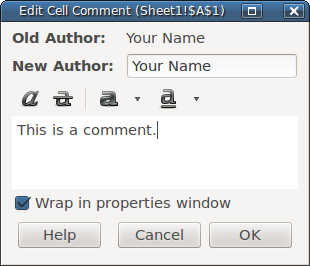 Edit Cell Comment (Sheet1!$A$1)
Old Author: Your Name
New Author: Your Name
a a a a
This is a comment.
Wrap in properties window
Help Cancel OK